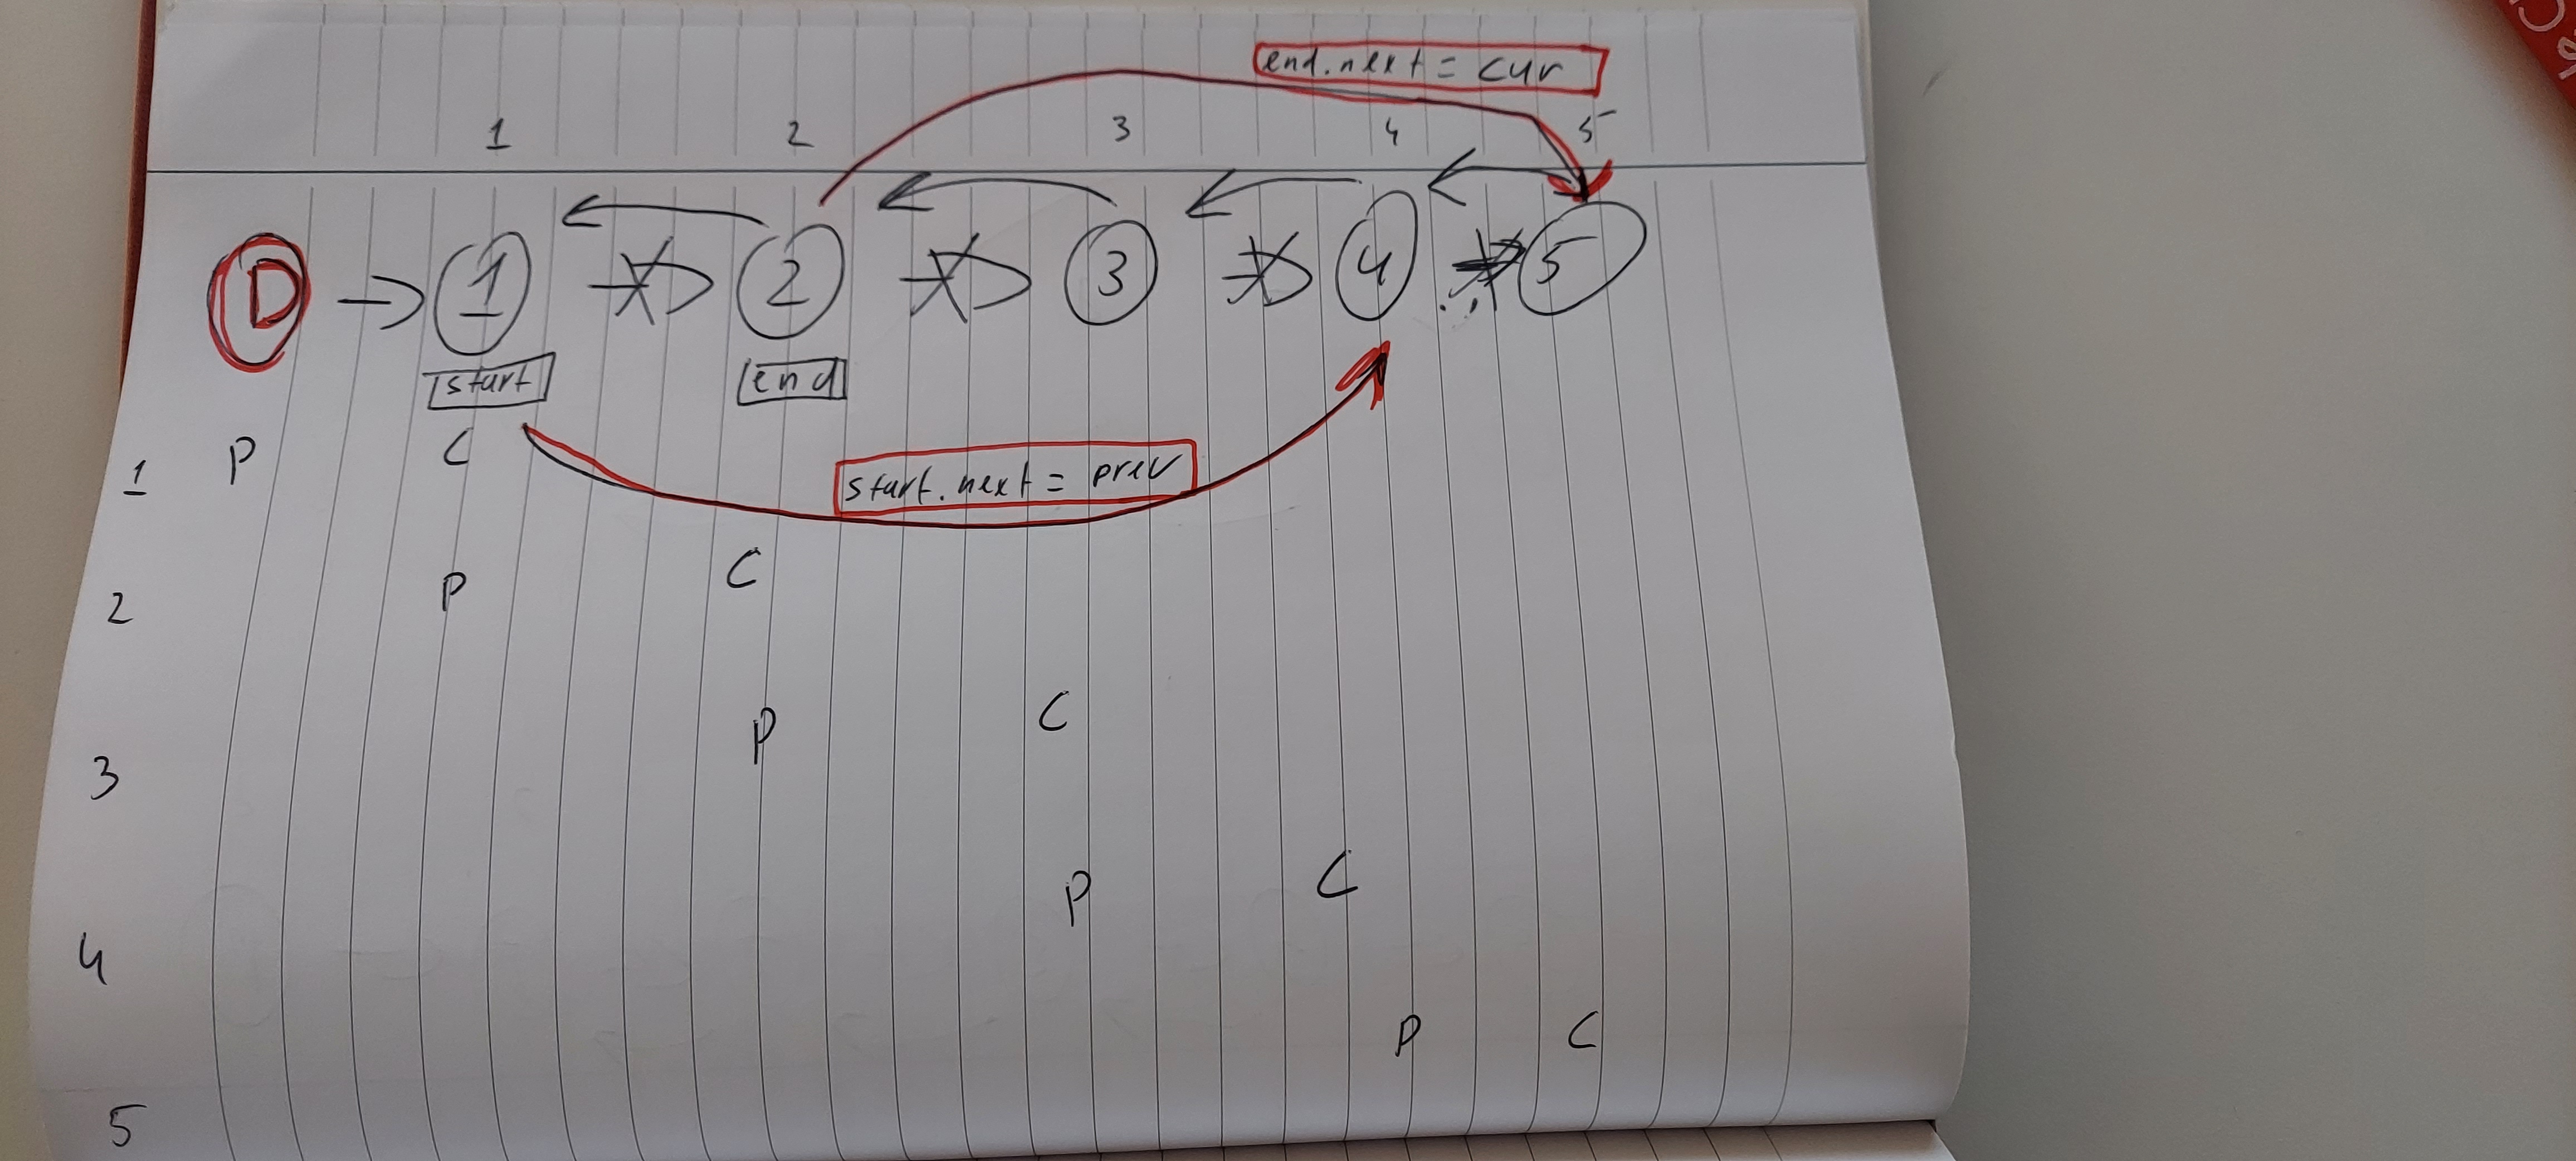 end.next = cur
1 2 3 4 5
D 1 2 3 4 5
start end
1 P C
start.next = prev
2 P C
3 P C
4 P C
5 P C